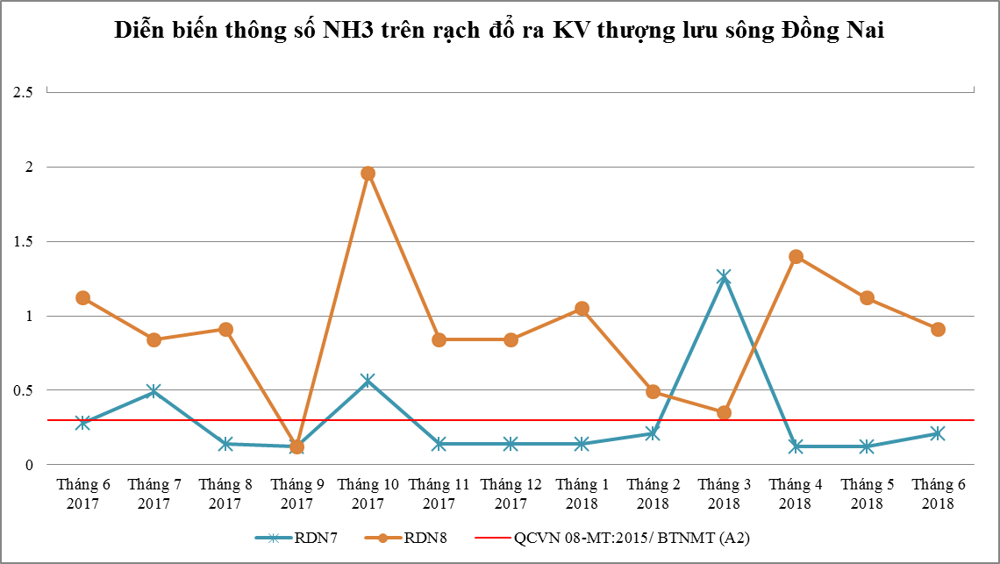 Diễn biến thông số NH3 trên rạch đổ ra KV thượng lưu sông Đồng Nai
2.5
2
1.5
1
0.5
0
Tháng 6 Tháng 7 Tháng 8 Tháng 9 Tháng 10 Tháng 11 Tháng 12 Tháng 1 Tháng 2 Tháng 3 Tháng 4 Tháng 5 Tháng 6
2017 2017 2017 2017 2017 2017 2017 2018 2018 2018 2018 2018 2018
RDN7 RDN8 QCVN 08-MT:2015/ BTNMT (A2)